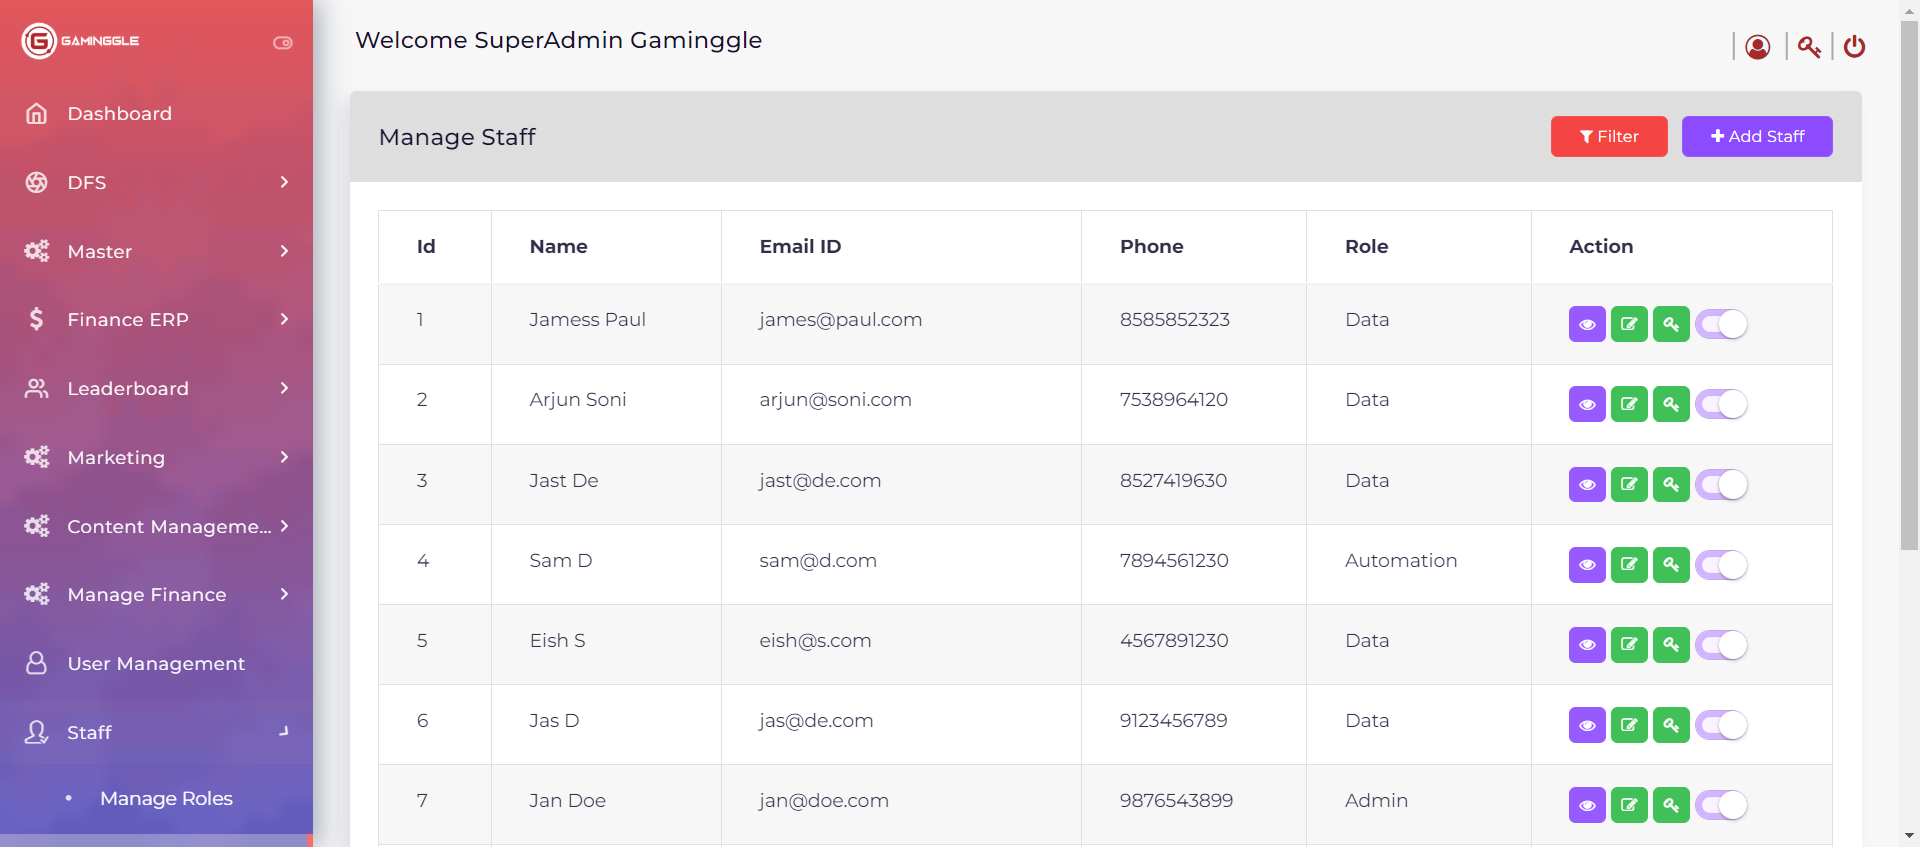 GAMINGGLE
Welcome SuperAdmin Gaminggle
Dashboard
DFS
Master
Finance ERP
Leaderboard
Marketing
Content Manageme...
Manage Finance
User Management
Staff
Manage Roles
Manage Staff
Filter
Add Staff
Id Name Email ID Phone Role Action
1 Jamess Paul james@paul.com 8585852323 Data
2 Arjun Soni arjun@soni.com 7538964120 Data
3 Jast De jast@de.com 8527419630 Data
4 Sam D sam@d.com 7894561230 Automation
5 Eish S eish@s.com 4567891230 Data
6 Jas D jas@de.com 9123456789 Data
7 Jan Doe jan@doe.com 9876543899 Admin